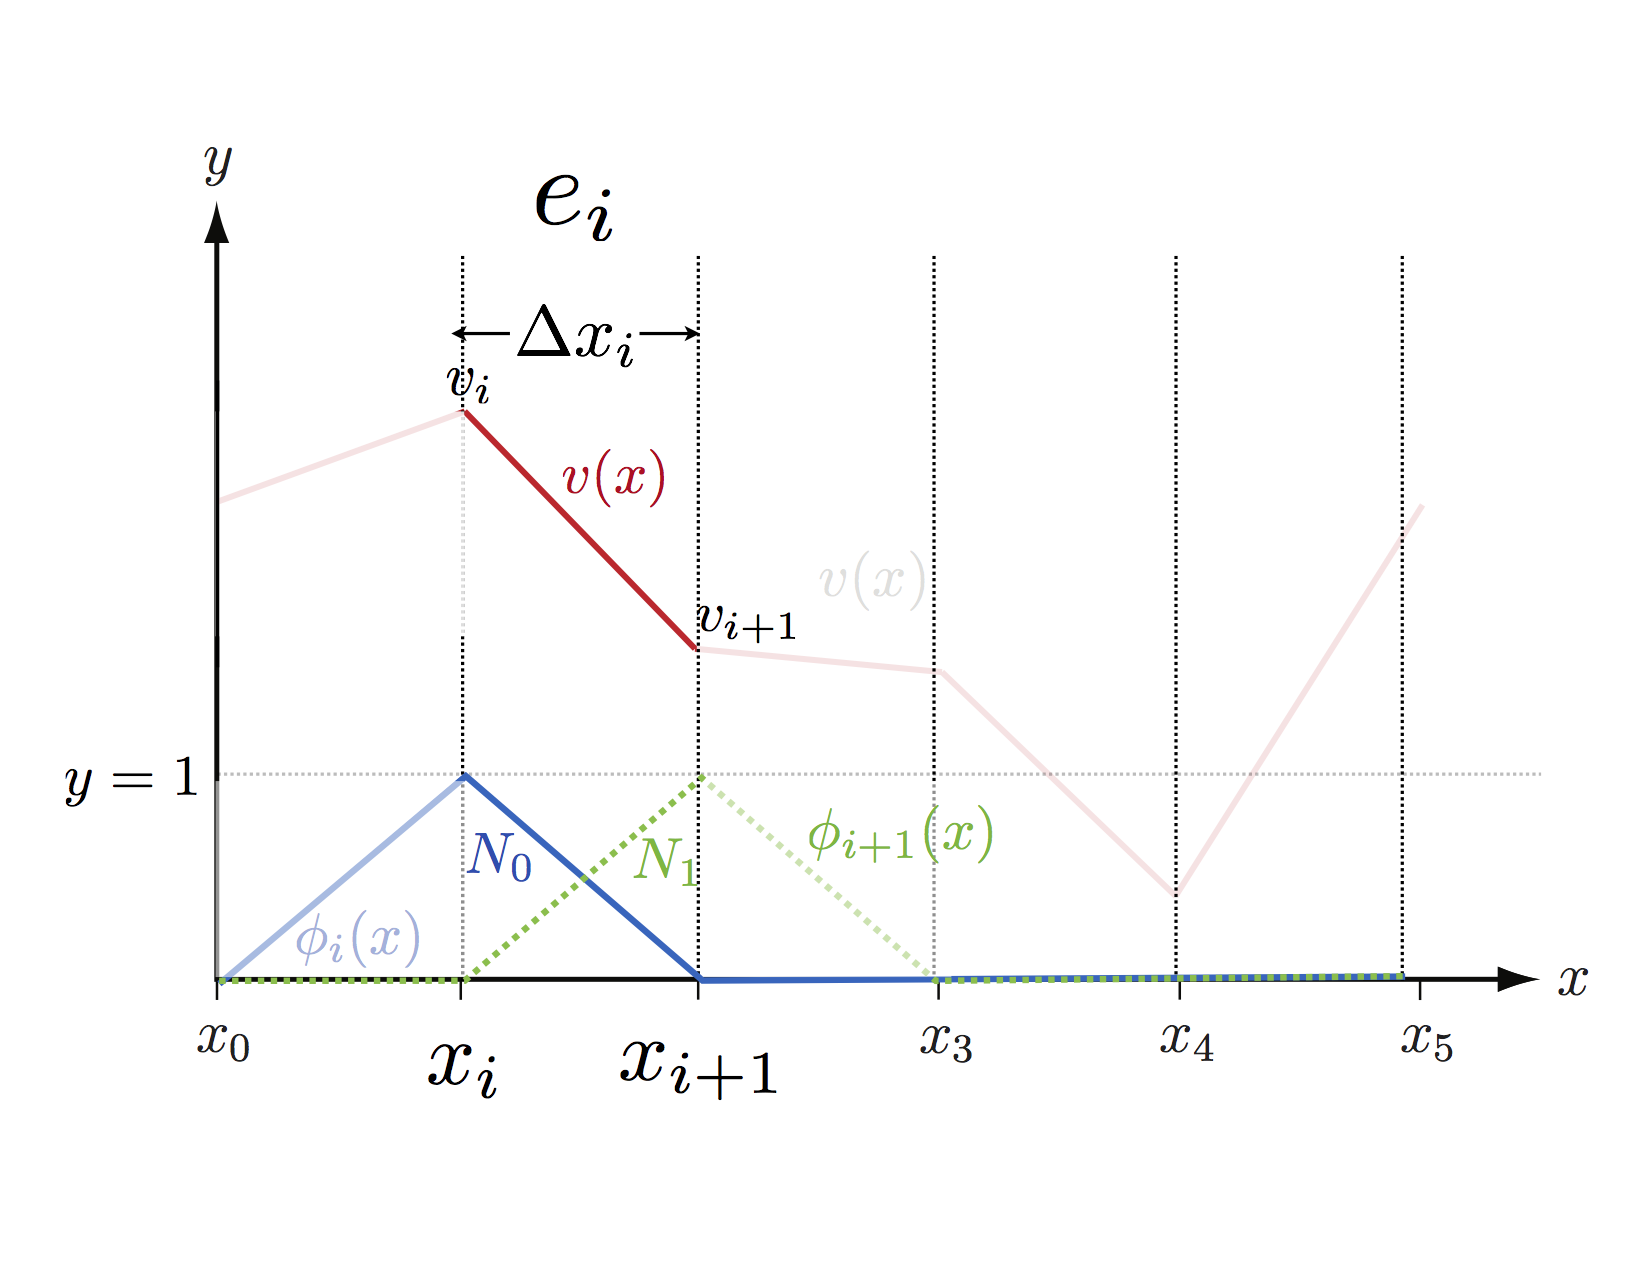 y
e_i
Δx_i
v_i
v(x)
v(x)
v_{i+1}
y = 1
N_0
N_1
ϕ_{i+1}(x)
ϕ_i(x)
x
x_0
x_i
x_{i+1}
x_3
x_4
x_5